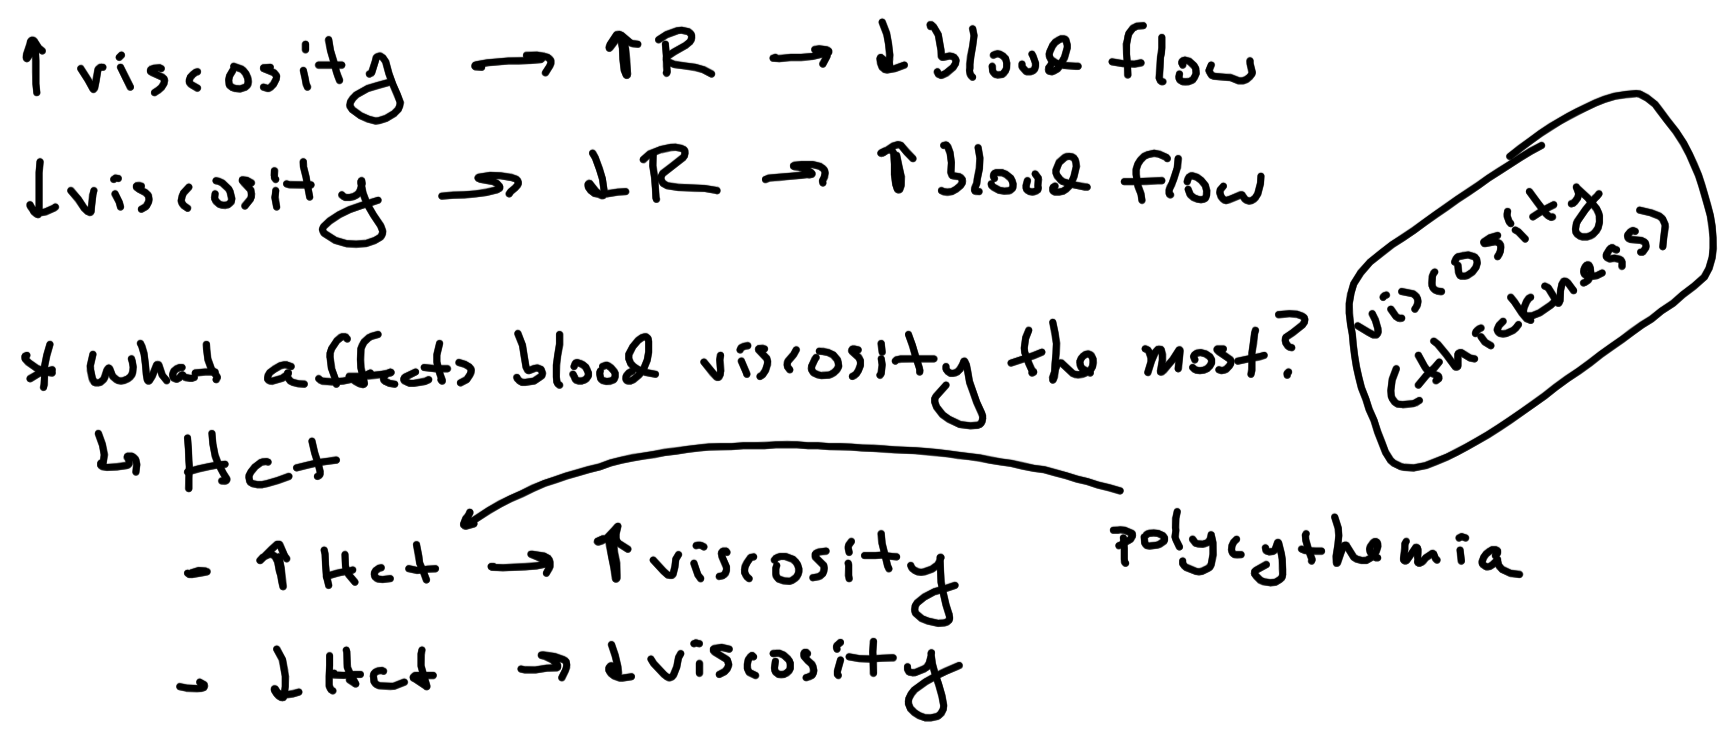 ↑ viscosity → ↑ R → ↓ blood flow
↓ viscosity → ↓ R → ↑ blood flow
viscosity
(thickness)
* What affects blood viscosity the most?
↳ Hct
- ↑ Hct → ↑ viscosity
polycythemia
- ↓ Hct → ↓ viscosity